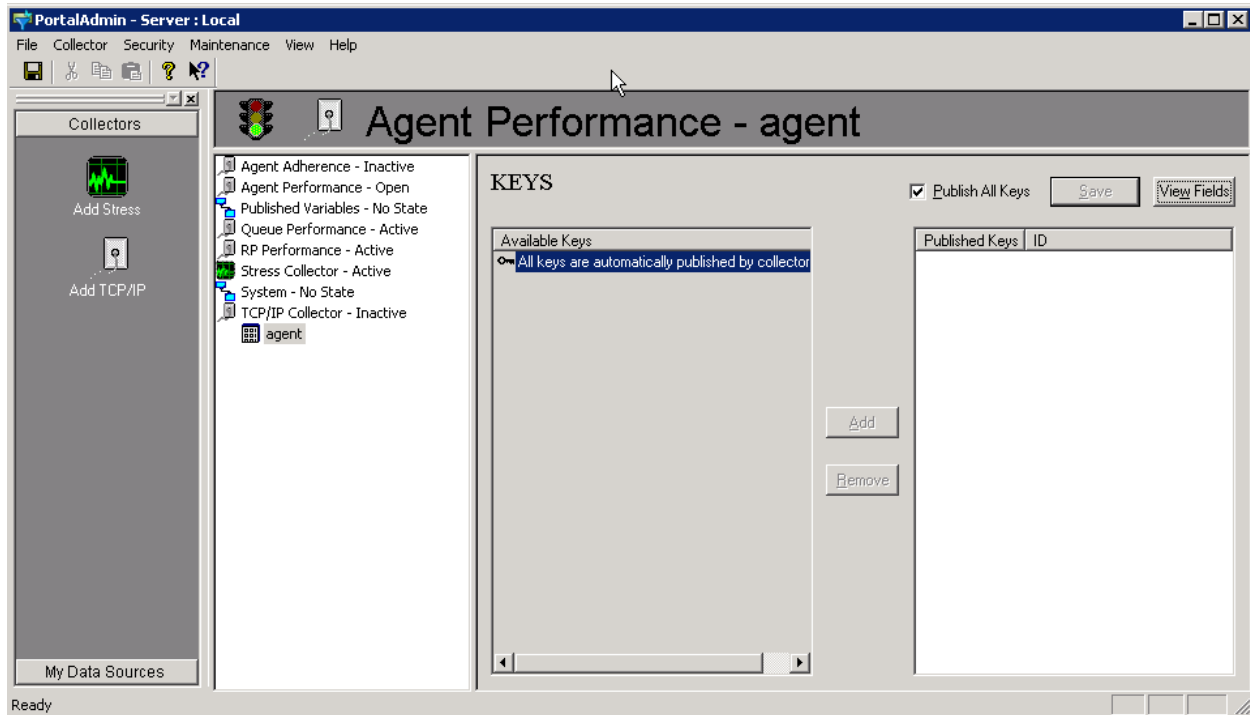 PortalAdmin - Server : Local
File Collector Security Maintenance View Help
Collectors
Add Stress
Add TCP/IP
My Data Sources
Agent Performance - agent
Agent Adherence - Inactive
Agent Performance - Open
Published Variables - No State
Queue Performance - Active
RP Performance - Active
Stress Collector - Active
System - No State
TCP/IP Collector - Inactive
agent
KEYS
Publish All Keys
Save
View Fields
Available Keys
All keys are automatically published by collector
Add
Remove
Published Keys ID
Ready